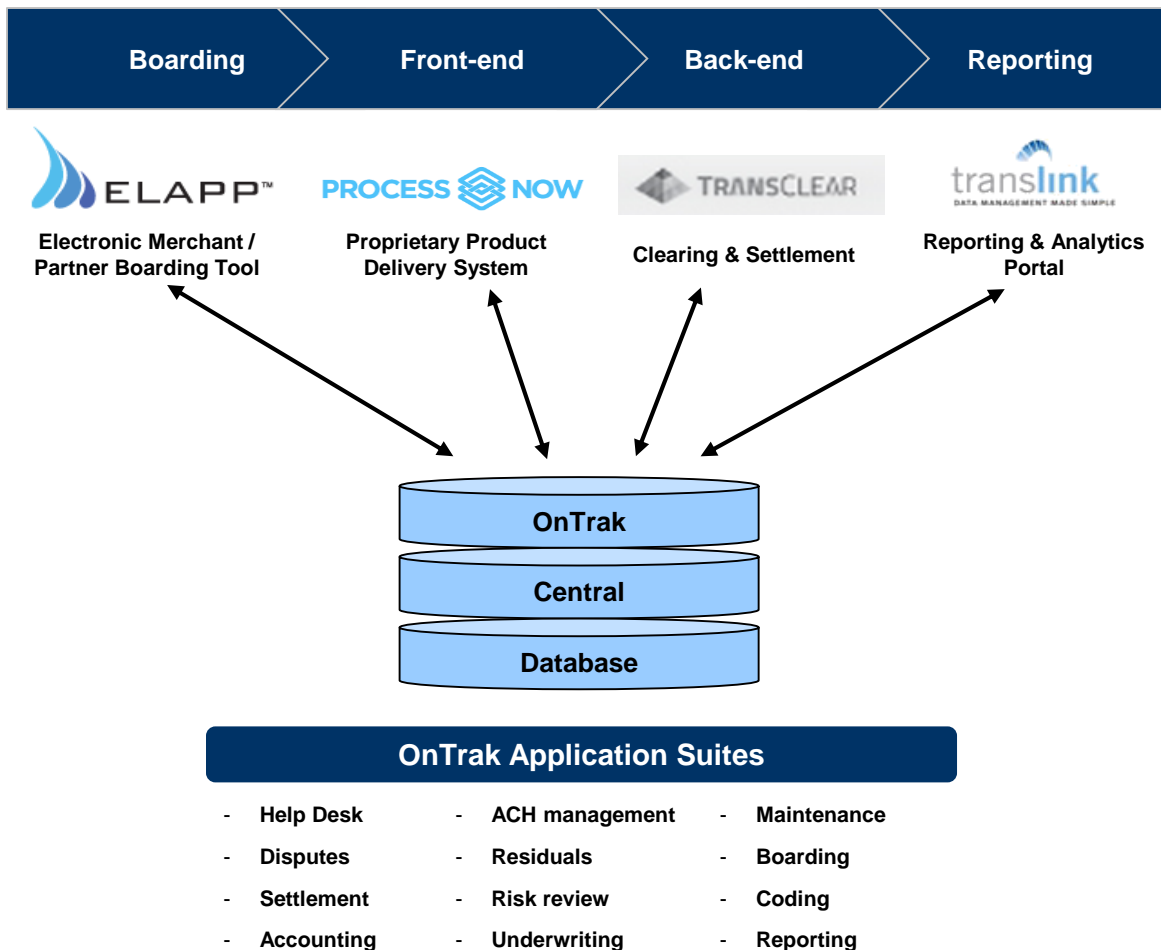 Boarding Front-end Back-end Reporting
ELAPP™ PROCESS NOW TRANSCLEAR translink
DATA MANAGEMENT MADE SIMPLE
Electronic Merchant /
Partner Boarding Tool
Proprietary Product
Delivery System
Clearing & Settlement
Reporting & Analytics
Portal
OnTrak
Central
Database
OnTrak Application Suites
- Help Desk - ACH management - Maintenance
- Disputes - Residuals - Boarding
- Settlement - Risk review - Coding
- Accounting - Underwriting - Reporting